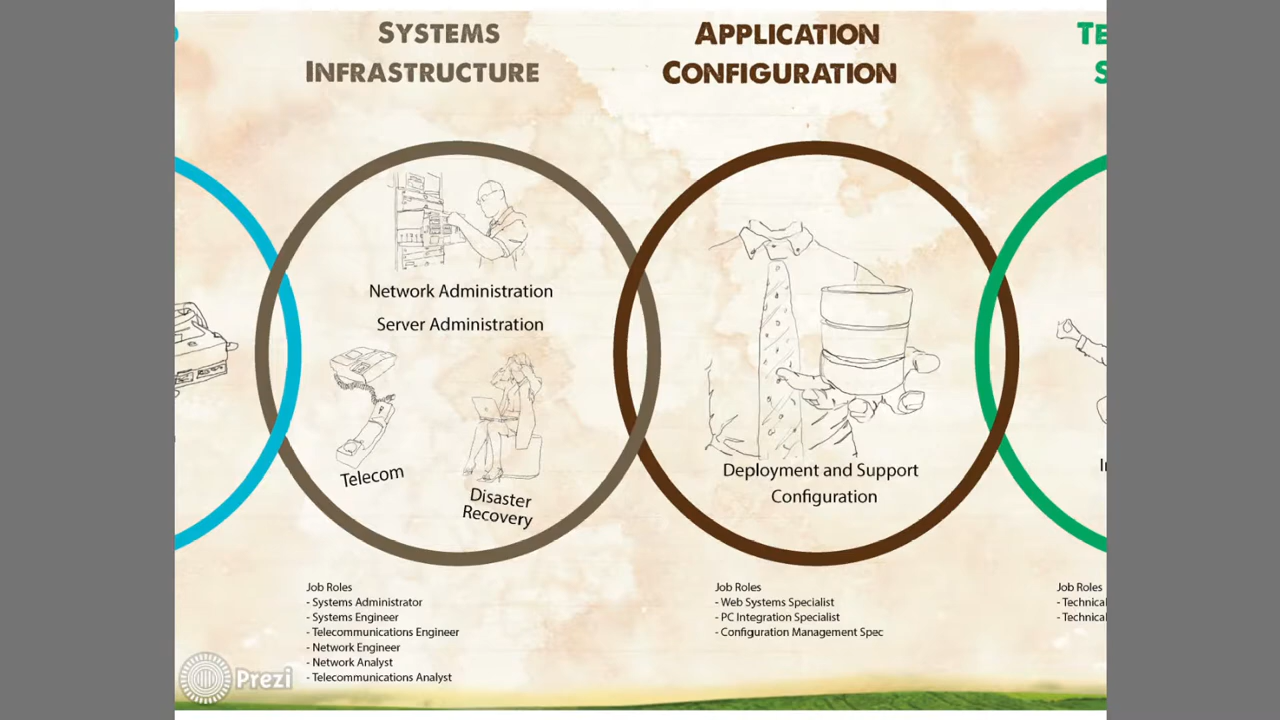 SYSTEMS
INFRASTRUCTURE
Network Administration
Server Administration
Telecom
Disaster
Recovery
Job Roles
- Systems Administrator
- Systems Engineer
- Telecommunications Engineer
- Network Engineer
- Network Analyst
- Telecommunications Analyst
APPLICATION
CONFIGURATION
Deployment and Support
Configuration
Job Roles
- Web Systems Specialist
- PC Integration Specialist
- Configuration Management Spec
Job Roles
- Technical
- Technical
Prezi